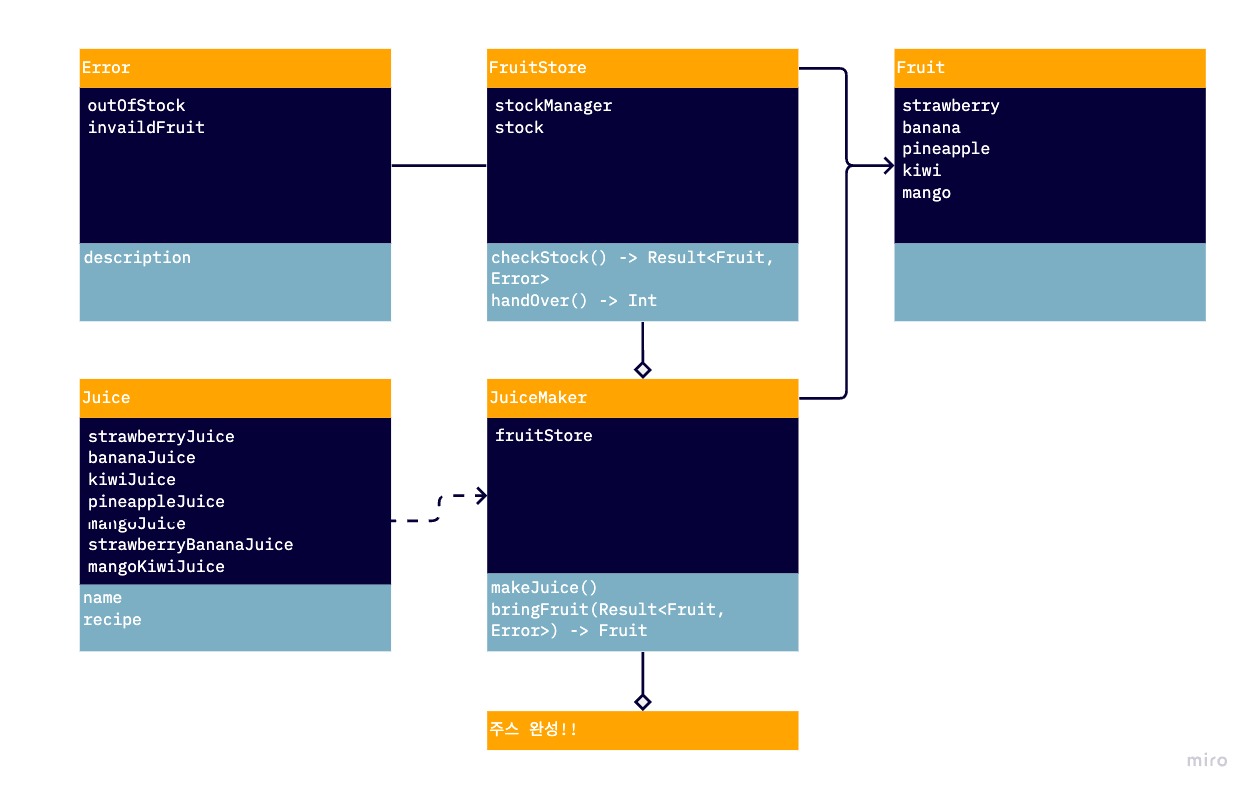 Error
outOfStock
invaildFruit
description
FruitStore
stockManager
stock
checkStock() -> Result<Fruit,
Error>
handOver() -> Int
Fruit
strawberry
banana
pineapple
kiwi
mango
Juice
strawberryJuice
bananaJuice
kiwiJuice
pineappleJuice
mangoJuice
strawberryBananaJuice
mangoKiwiJuice
name
recipe
JuiceMaker
fruitStore
makeJuice()
bringFruit(Result<Fruit,
Error>) -> Fruit
주스 완성!!
miro